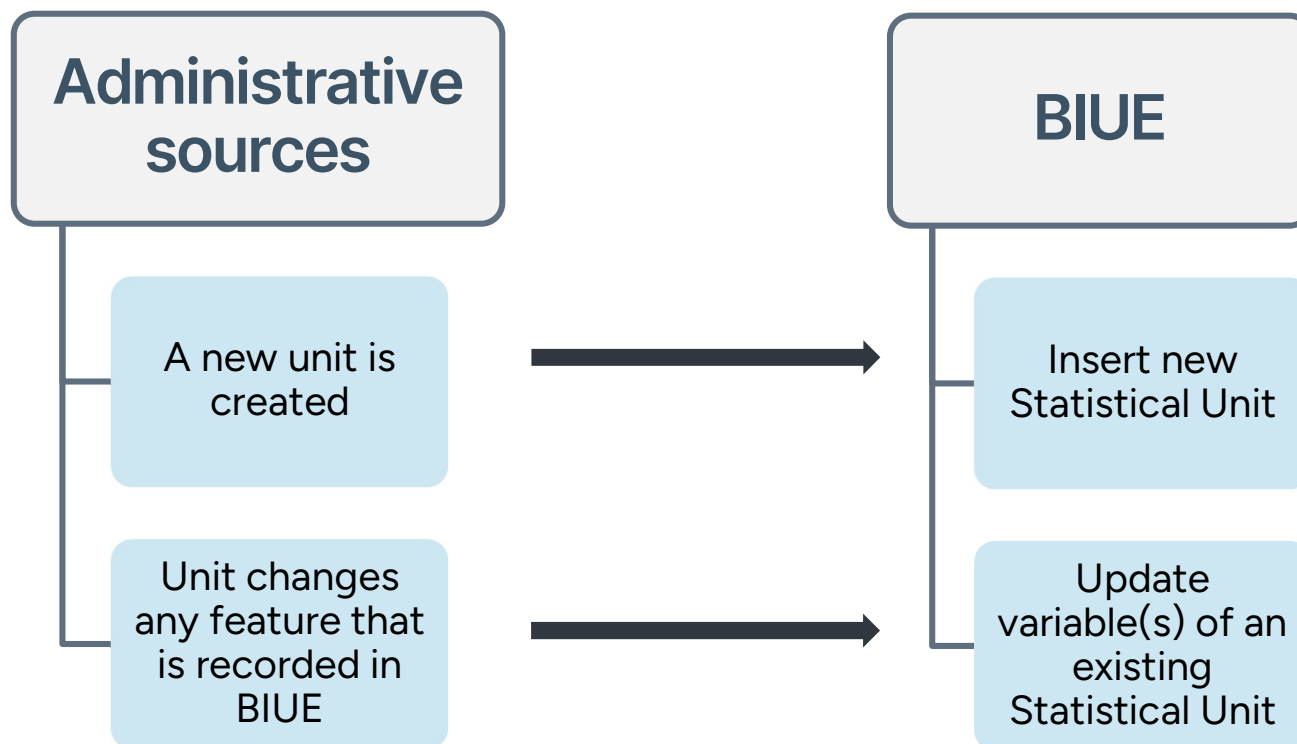 Administrative
sources
BIUE
A new unit is
created
Insert new
Statistical Unit
Unit changes
any feature that
is recorded in
BIUE
Update
variable(s) of an
existing
Statistical Unit